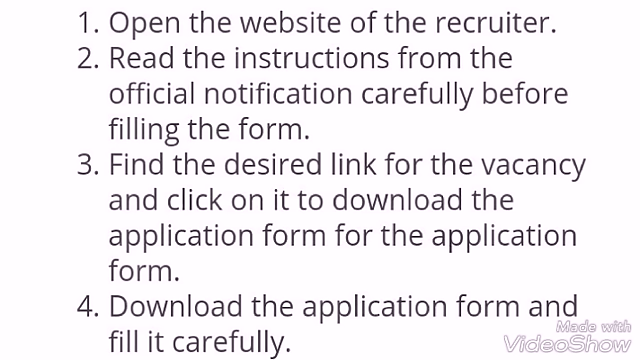 1. Open the website of the recruiter.
2. Read the instructions from the
official notification carefully before
filling the form.
3. Find the desired link for the vacancy
and click on it to download the
application form for the application
form.
4. Download the application form and
fill it carefully.
Made with
VideoShow